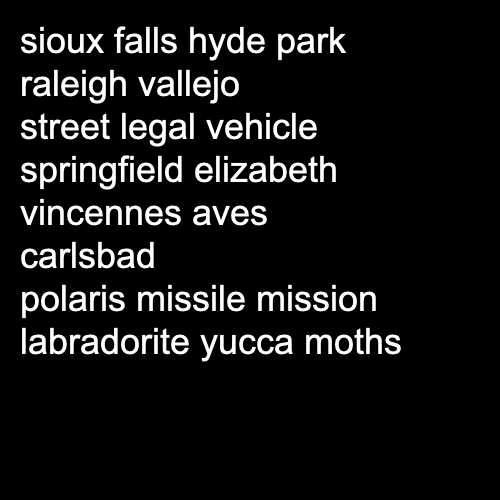 sioux falls hyde park
raleigh vallejo
street legal vehicle
springfield elizabeth
vincennes aves
carlsbad
polaris missile mission
labradorite yucca moths